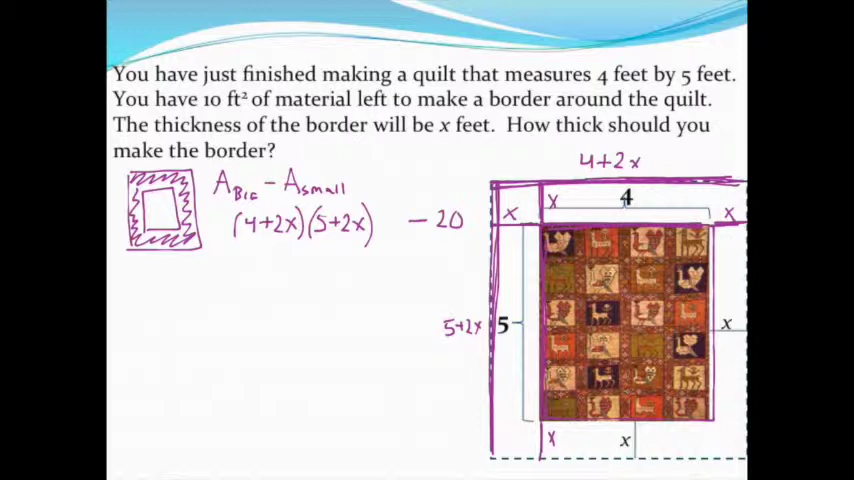 You have just finished making a quilt that measures 4 feet by 5 feet.
You have 10 ft² of material left to make a border around the quilt.
The thickness of the border will be x feet. How thick should you
make the border?
4+2x
A_Big - A_small
x 4
x x
(4+2x)(5+2x) - 20
5+2x 5 x
x x